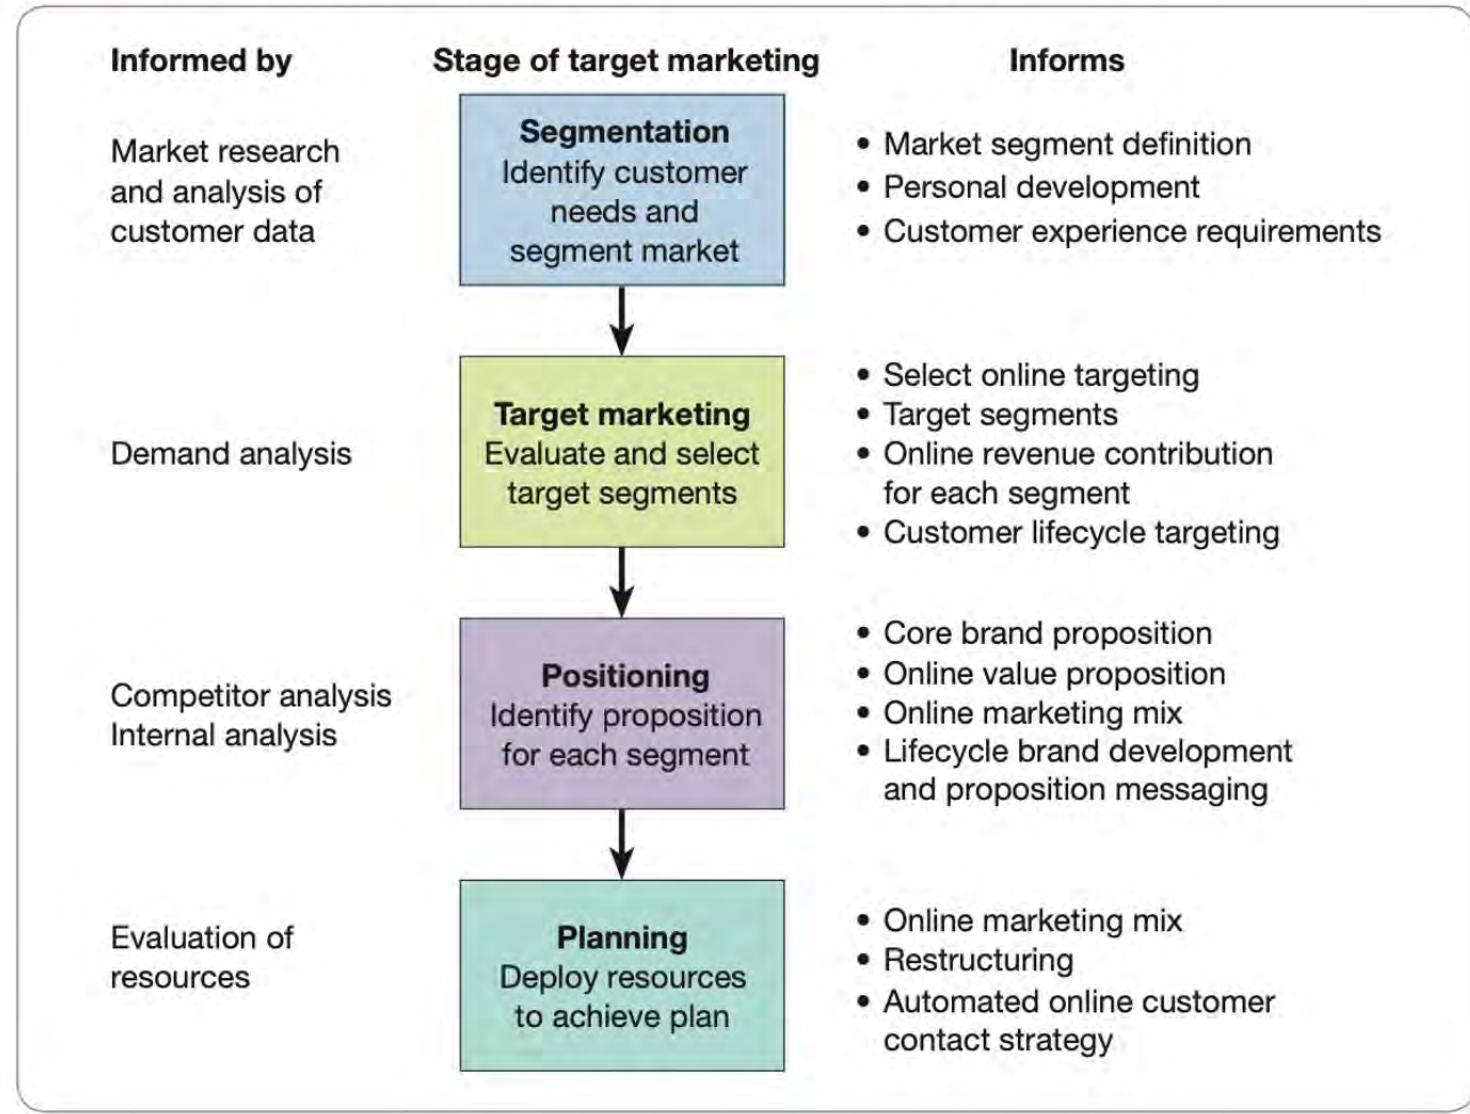 Informed by
Stage of target marketing
Informs
Market research
and analysis of
customer data
Segmentation
Identify customer
needs and
segment market
• Market segment definition
• Personal development
• Customer experience requirements
Demand analysis
Target marketing
Evaluate and select
target segments
• Select online targeting
• Target segments
• Online revenue contribution
for each segment
• Customer lifecycle targeting
Competitor analysis
Internal analysis
Positioning
Identify proposition
for each segment
• Core brand proposition
• Online value proposition
• Online marketing mix
• Lifecycle brand development
and proposition messaging
Evaluation of
resources
Planning
Deploy resources
to achieve plan
• Online marketing mix
• Restructuring
• Automated online customer
contact strategy